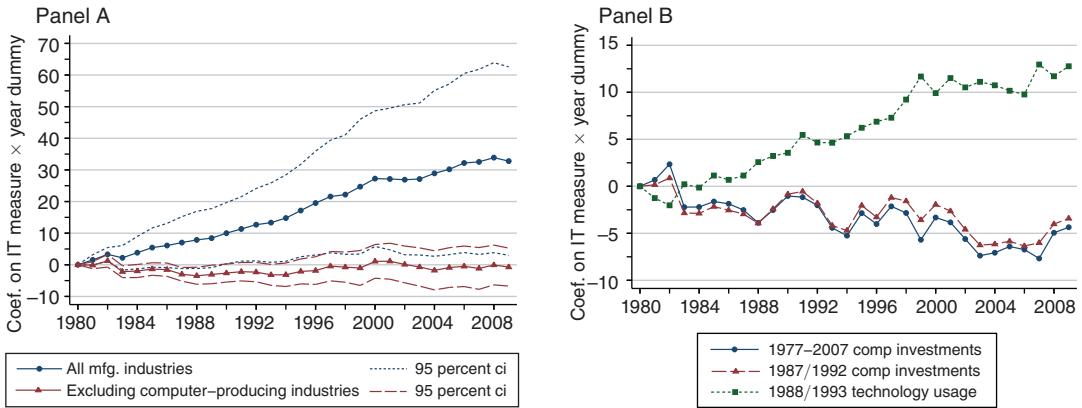 Panel A
Coef. on IT measure × year dummy
70
60
50
40
30
20
10
0
−10
1980 1984 1988 1992 1996 2000 2004 2008
All mfg. industries
95 percent ci
Excluding computer−producing industries
95 percent ci
Panel B
Coef. on IT measure × year dummy
15
10
5
0
−5
−10
1980 1984 1988 1992 1996 2000 2004 2008
1977−2007 comp investments
1987/1992 comp investments
1988/1993 technology usage